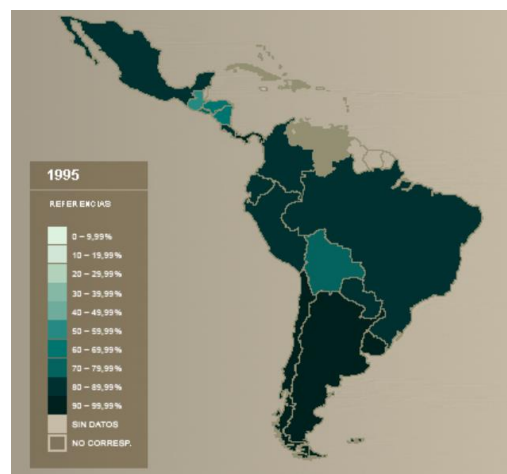 1995
REFERENCIAS
0 – 9,99%
10 – 19,99%
20 – 29,99%
30 – 39,99%
40 – 49,99%
50 – 59,99%
60 – 69,99%
70 – 79,99%
80 – 89,99%
90 – 99,99%
SIN DATOS
NO CORRESP.